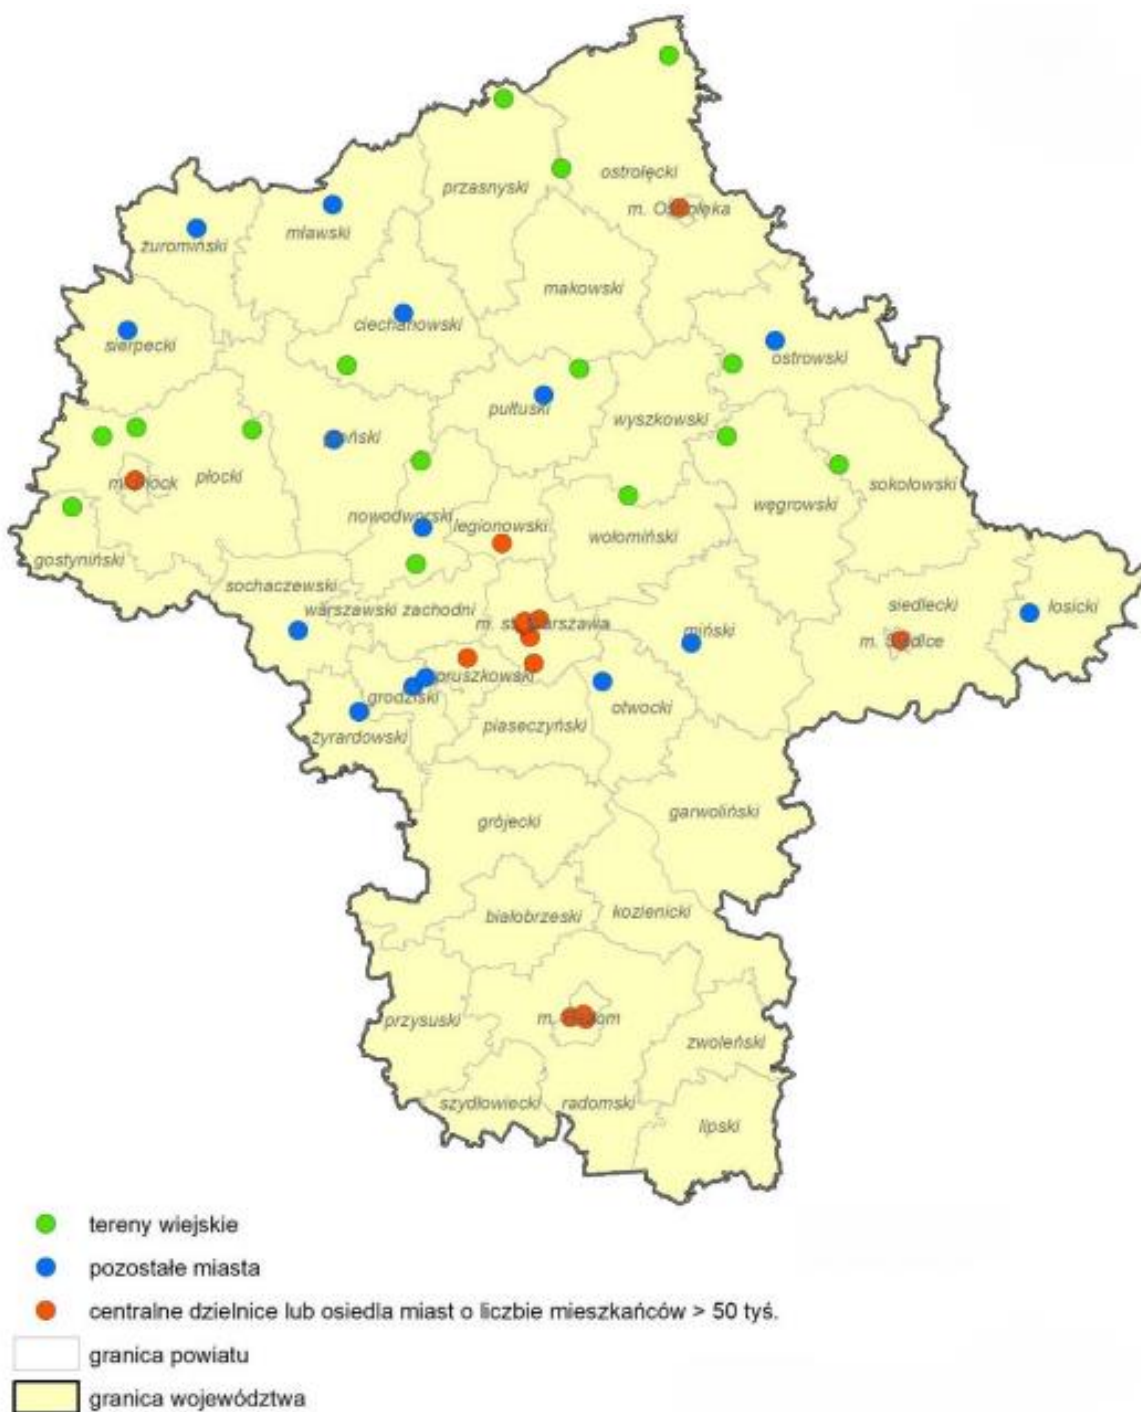 ostrołęcki
przasnyski
m. Ostrołęka
mławski
żuromiński
makowski
ciechanowski
sierpecki
ostrowski
pułtuski
wyszkowski
płoński
płocki
m. Płock
sokołowski
węgrowski
nowodworski
legionowski
wołomiński
gostyniński
sochaczewski
warszawski zachodni
m. st. Warszawa
siedlecki
łosicki
miński
m. Siedlce
pruszkowski
grodziski
otwocki
piaseczyński
żyrardowski
garwoliński
grójecki
białobrzeski
kozienicki
przysuski
m. Radom
zwoleński
szydłowiecki
radomski
lipski
tereny wiejskie
pozostałe miasta
centralne dzielnice lub osiedla miast o liczbie mieszkańców > 50 tyś.
granica powiatu
granica województwa